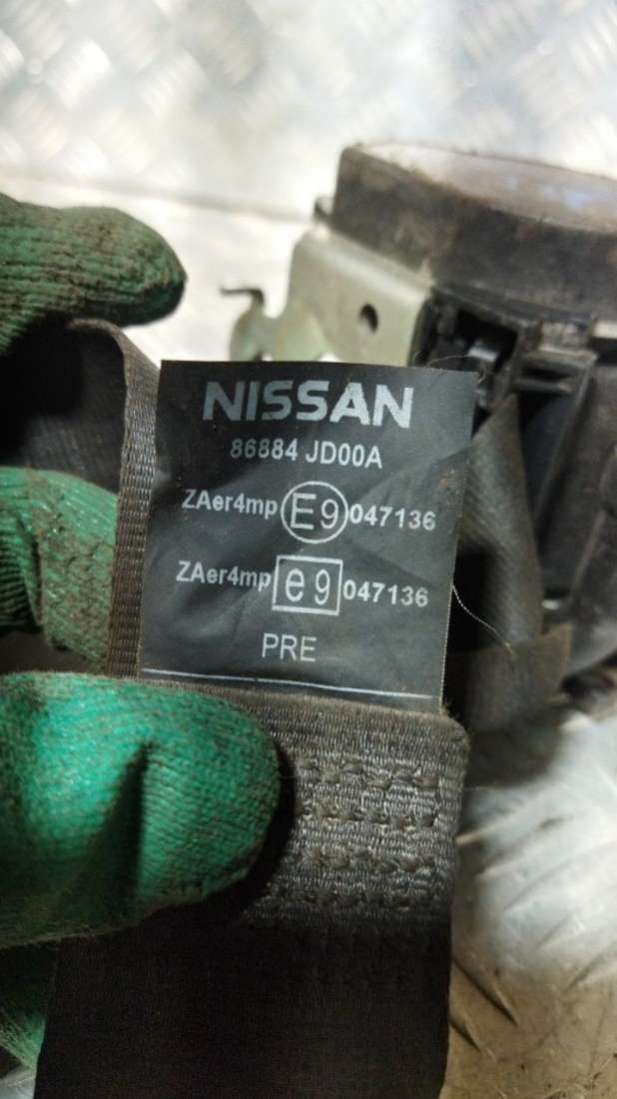 NISSAN
86884 JD00A
ZAer4mp E9 047136
ZAer4mp e9 047136
PRE